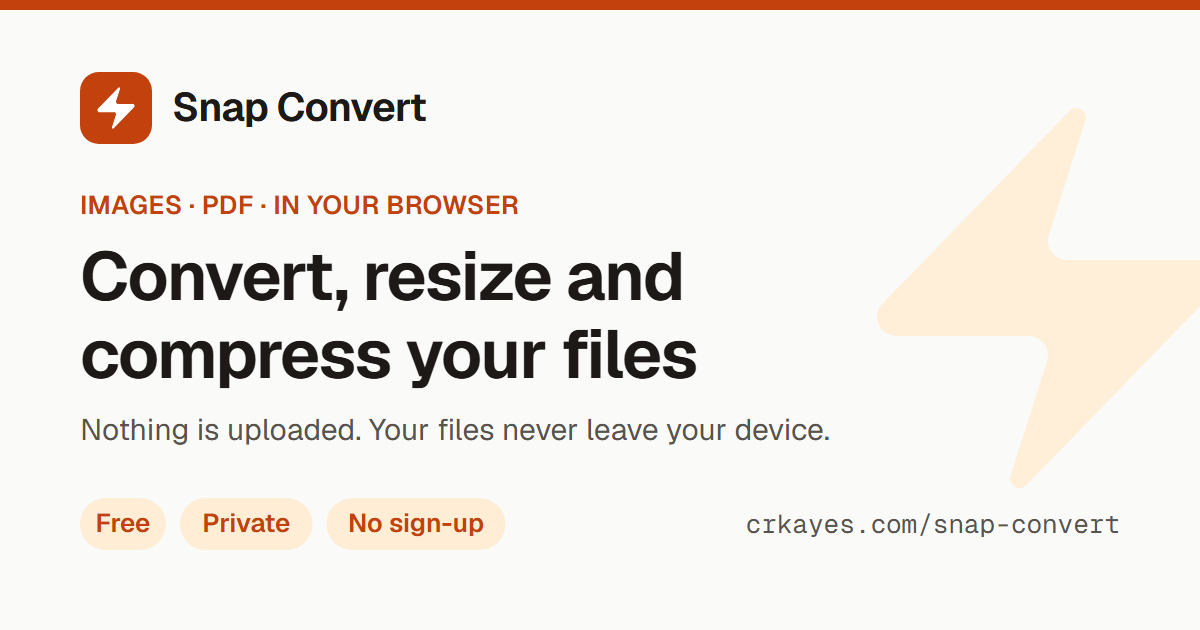 Snap Convert
IMAGES · PDF · IN YOUR BROWSER
Convert, resize and
compress your files
Nothing is uploaded. Your files never leave your device.
Free
Private
No sign-up
crkayes.com/snap-convert